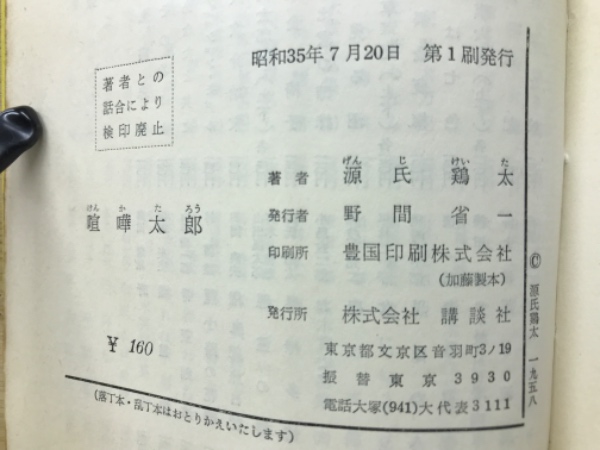 昭和35年7月20日 第1刷発行
著者との
話合により
検印廃止
けんかたろう
喧嘩太郎
¥ 160
げんじけいた
著者 源氏鶏太
発行者 野間省一
印刷所 豊国印刷株式会社
(加藤製本)
発行所 株式会社 講談社
東京都文京区音羽町3ノ19
振替東京3930
電話大塚(941)大代表3111
(落丁本・乱丁本はおとりかえいたします)
© 源氏鶏太 一九五八